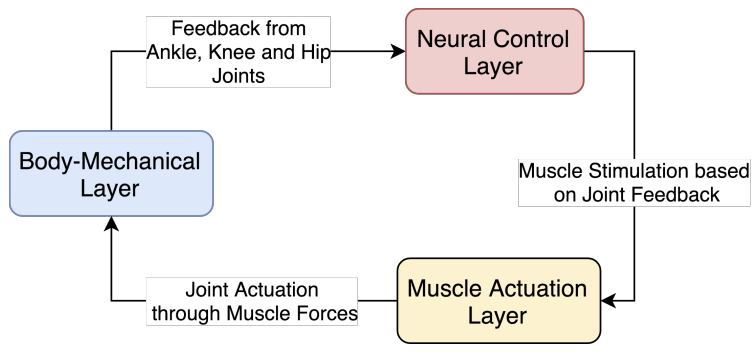 Feedback from
Ankle, Knee and Hip
Joints
Neural Control
Layer
Body-Mechanical
Layer
Muscle Stimulation based
on Joint Feedback
Joint Actuation
through Muscle Forces
Muscle Actuation
Layer